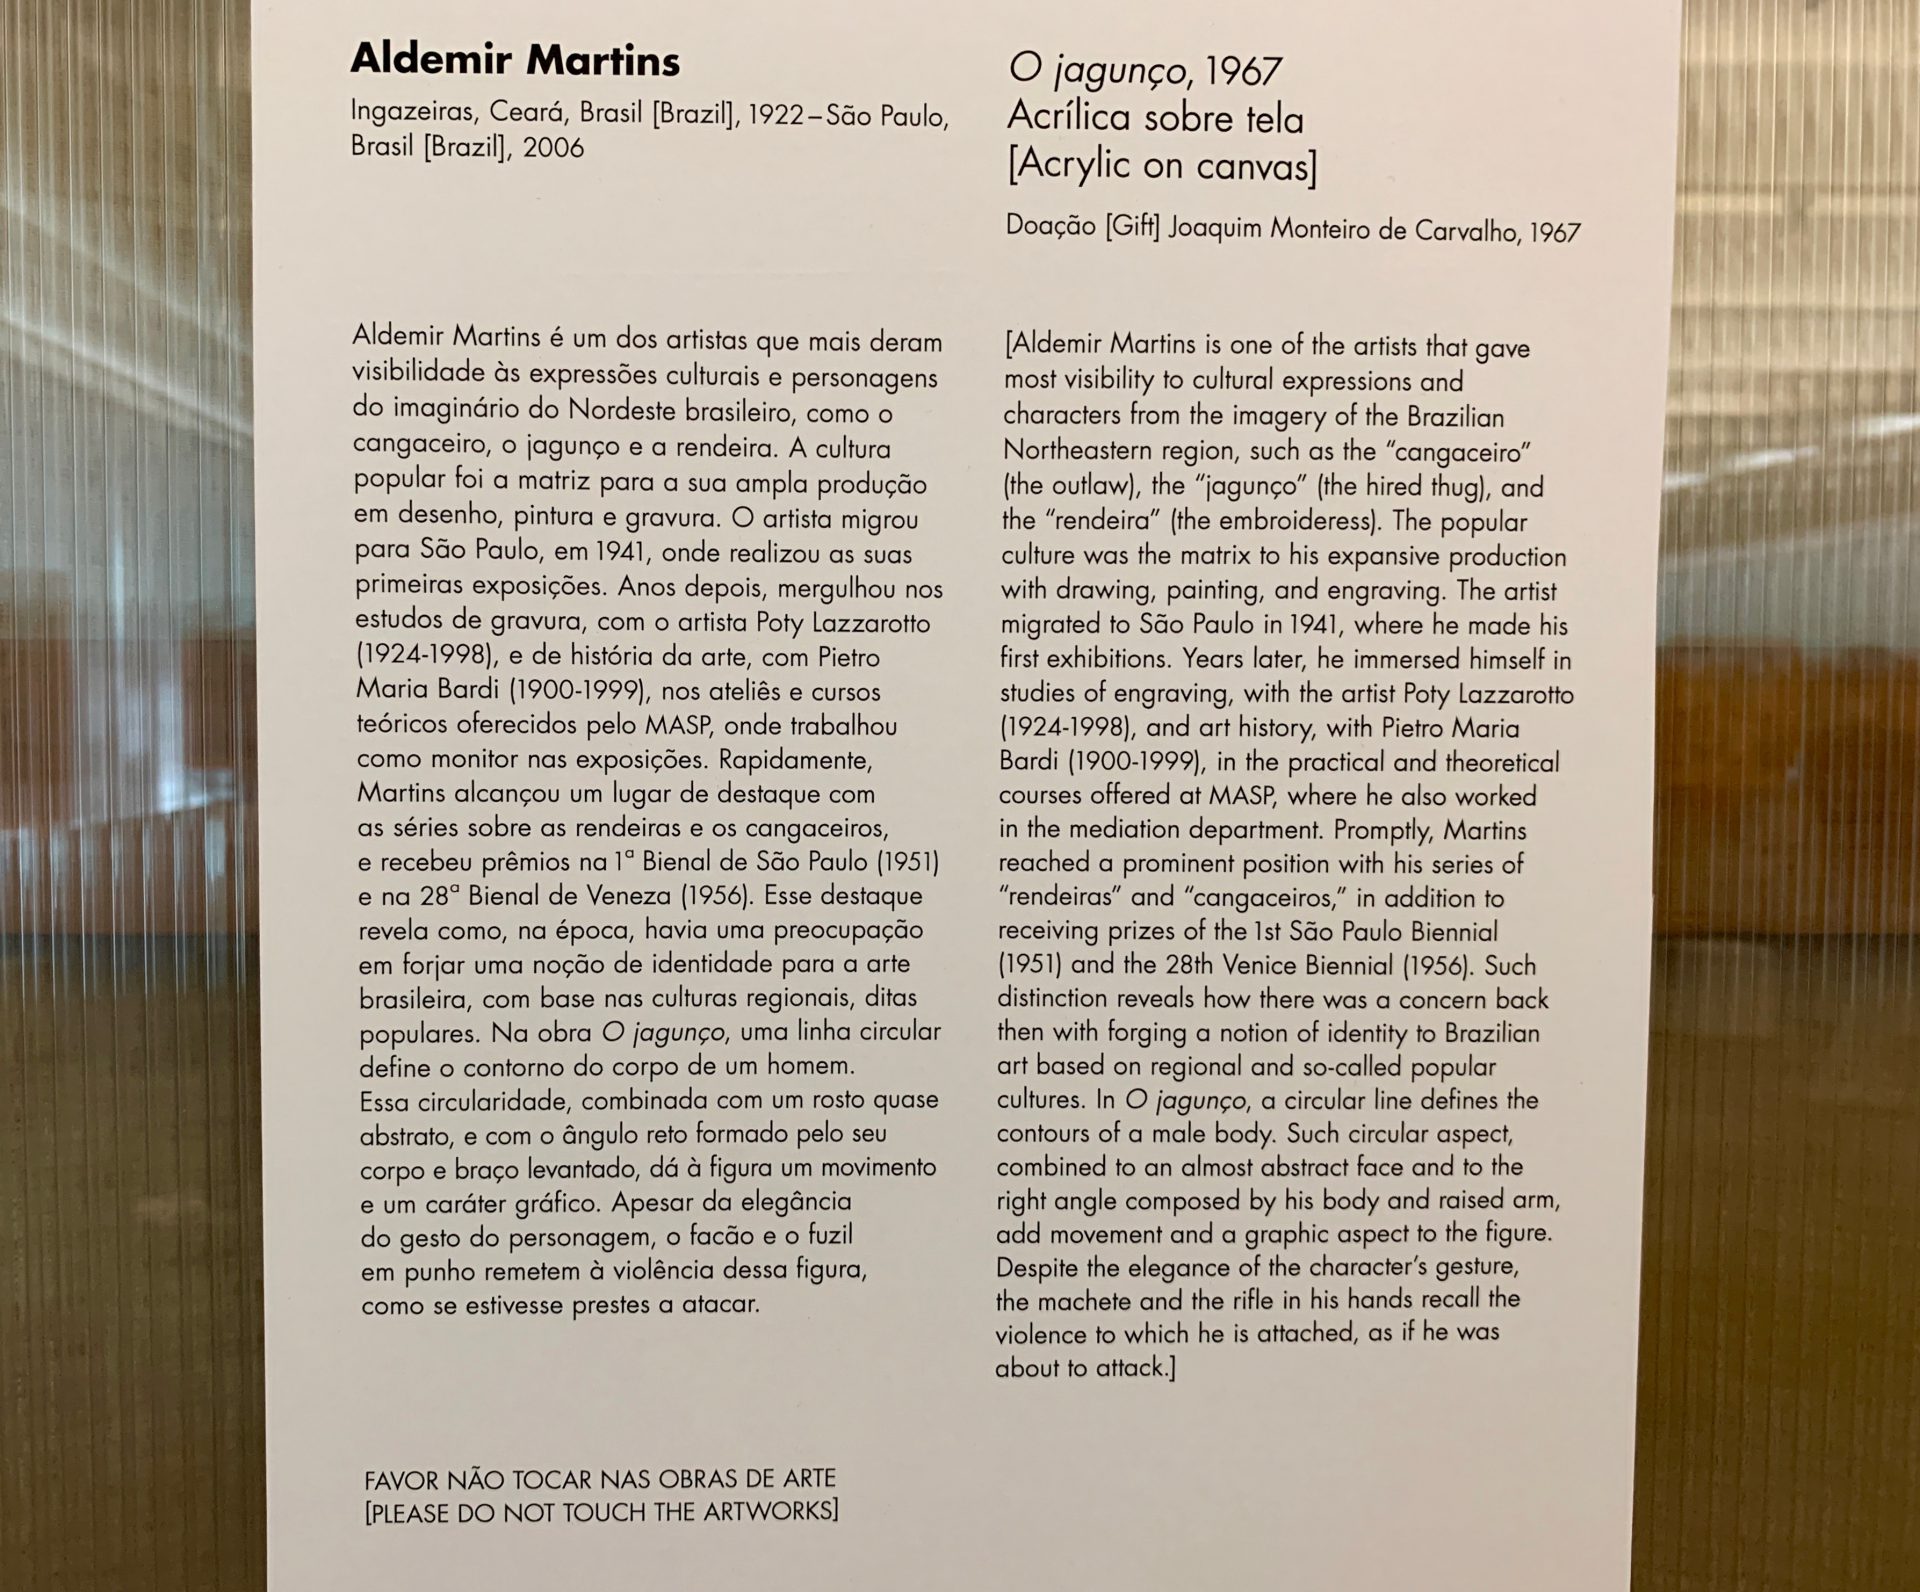 Aldemir Martins
Ingazeiras, Ceará, Brasil [Brazil], 1922–São Paulo,
Brasil [Brazil], 2006
O jagunço, 1967
Acrílica sobre tela
[Acrylic on canvas]
Doação [Gift] Joaquim Monteiro de Carvalho, 1967
Aldemir Martins é um dos artistas que mais deram
visibilidade às expressões culturais e personagens
do imaginário do Nordeste brasileiro, como o
cangaceiro, o jagunço e a rendeira. A cultura
popular foi a matriz para a sua ampla produção
em desenho, pintura e gravura. O artista migrou
para São Paulo, em 1941, onde realizou as suas
primeiras exposições. Anos depois, mergulhou nos
estudos de gravura, com o artista Poty Lazzarotto
(1924-1998), e de história da arte, com Pietro
Maria Bardi (1900-1999), nos ateliês e cursos
teóricos oferecidos pelo MASP, onde trabalhou
como monitor nas exposições. Rapidamente,
Martins alcançou um lugar de destaque com
as séries sobre as rendeiras e os cangaceiros,
e recebeu prêmios na 1ª Bienal de São Paulo (1951)
e na 28ª Bienal de Veneza (1956). Esse destaque
revela como, na época, havia uma preocupação
em forjar uma noção de identidade para a arte
brasileira, com base nas culturas regionais, ditas
populares. Na obra O jagunço, uma linha circular
define o contorno do corpo de um homem.
Essa circularidade, combinada com um rosto quase
abstrato, e com o ângulo reto formado pelo seu
corpo e braço levantado, dá à figura um movimento
e um caráter gráfico. Apesar da elegância
do gesto do personagem, o facão e o fuzil
em punho remetem à violência dessa figura,
como se estivesse prestes a atacar.
[Aldemir Martins is one of the artists that gave
most visibility to cultural expressions and
characters from the imagery of the Brazilian
Northeastern region, such as the “cangaceiro”
(the outlaw), the “jagunço” (the hired thug), and
the “rendeira” (the embroideress). The popular
culture was the matrix to his expansive production
with drawing, painting, and engraving. The artist
migrated to São Paulo in 1941, where he made his
first exhibitions. Years later, he immersed himself in
studies of engraving, with the artist Poty Lazzarotto
(1924-1998), and art history, with Pietro Maria
Bardi (1900-1999), in the practical and theoretical
courses offered at MASP, where he also worked
in the mediation department. Promptly, Martins
reached a prominent position with his series of
“rendeiras” and “cangaceiros,” in addition to
receiving prizes of the 1st São Paulo Biennial
(1951) and the 28th Venice Biennial (1956). Such
distinction reveals how there was a concern back
then with forging a notion of identity to Brazilian
art based on regional and so-called popular
cultures. In O jagunço, a circular line defines the
contours of a male body. Such circular aspect,
combined to an almost abstract face and to the
right angle composed by his body and raised arm,
add movement and a graphic aspect to the figure.
Despite the elegance of the character’s gesture,
the machete and the rifle in his hands recall the
violence to which he is attached, as if he was
about to attack.]
FAVOR NÃO TOCAR NAS OBRAS DE ARTE
[PLEASE DO NOT TOUCH THE ARTWORKS]